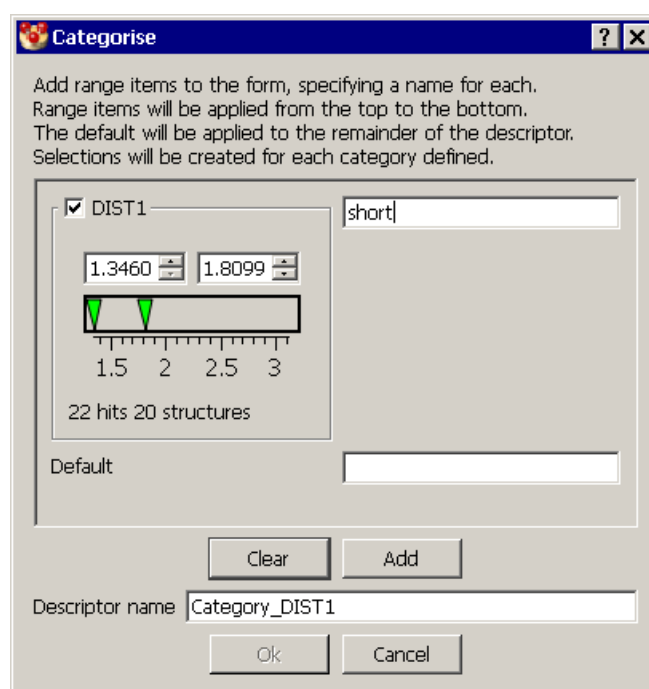 Categorise
Add range items to the form, specifying a name for each.
Range items will be applied from the top to the bottom.
The default will be applied to the remainder of the descriptor.
Selections will be created for each category defined.
DIST1
short
1.3460 1.8099
1.5 2 2.5 3
22 hits 20 structures
Default
Clear Add
Descriptor name Category_DIST1
Ok Cancel